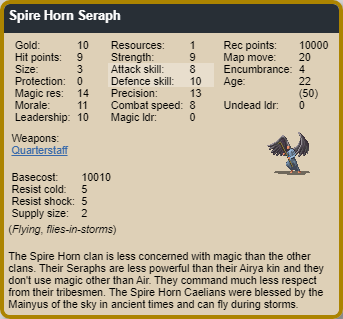 Spire Horn Seraph
Gold: 10 Resources: 1 Rec points: 10000
Hit points: 9 Strength: 9 Map move: 20
Size: 3 Attack skill: 8 Encumbrance: 4
Protection: 0 Defence skill: 10 Age: 22
Magic res: 14 Precision: 13 (50)
Morale: 11 Combat speed: 8 Undead ldr: 0
Leadership: 10 Magic ldr: 0
Weapons:
Quarterstaff
Basecost: 10010
Resist cold: 5
Resist shock: 5
Supply size: 2
(Flying, flies-in-storms)
The Spire Horn clan is less concerned with magic than the other
clans. Their Seraphs are less powerful than their Airya kin and they
don't use magic other than Air. They command much less respect
from their tribesmen. The Spire Horn Caelians were blessed by the
Mainyus of the sky in ancient times and can fly during storms.